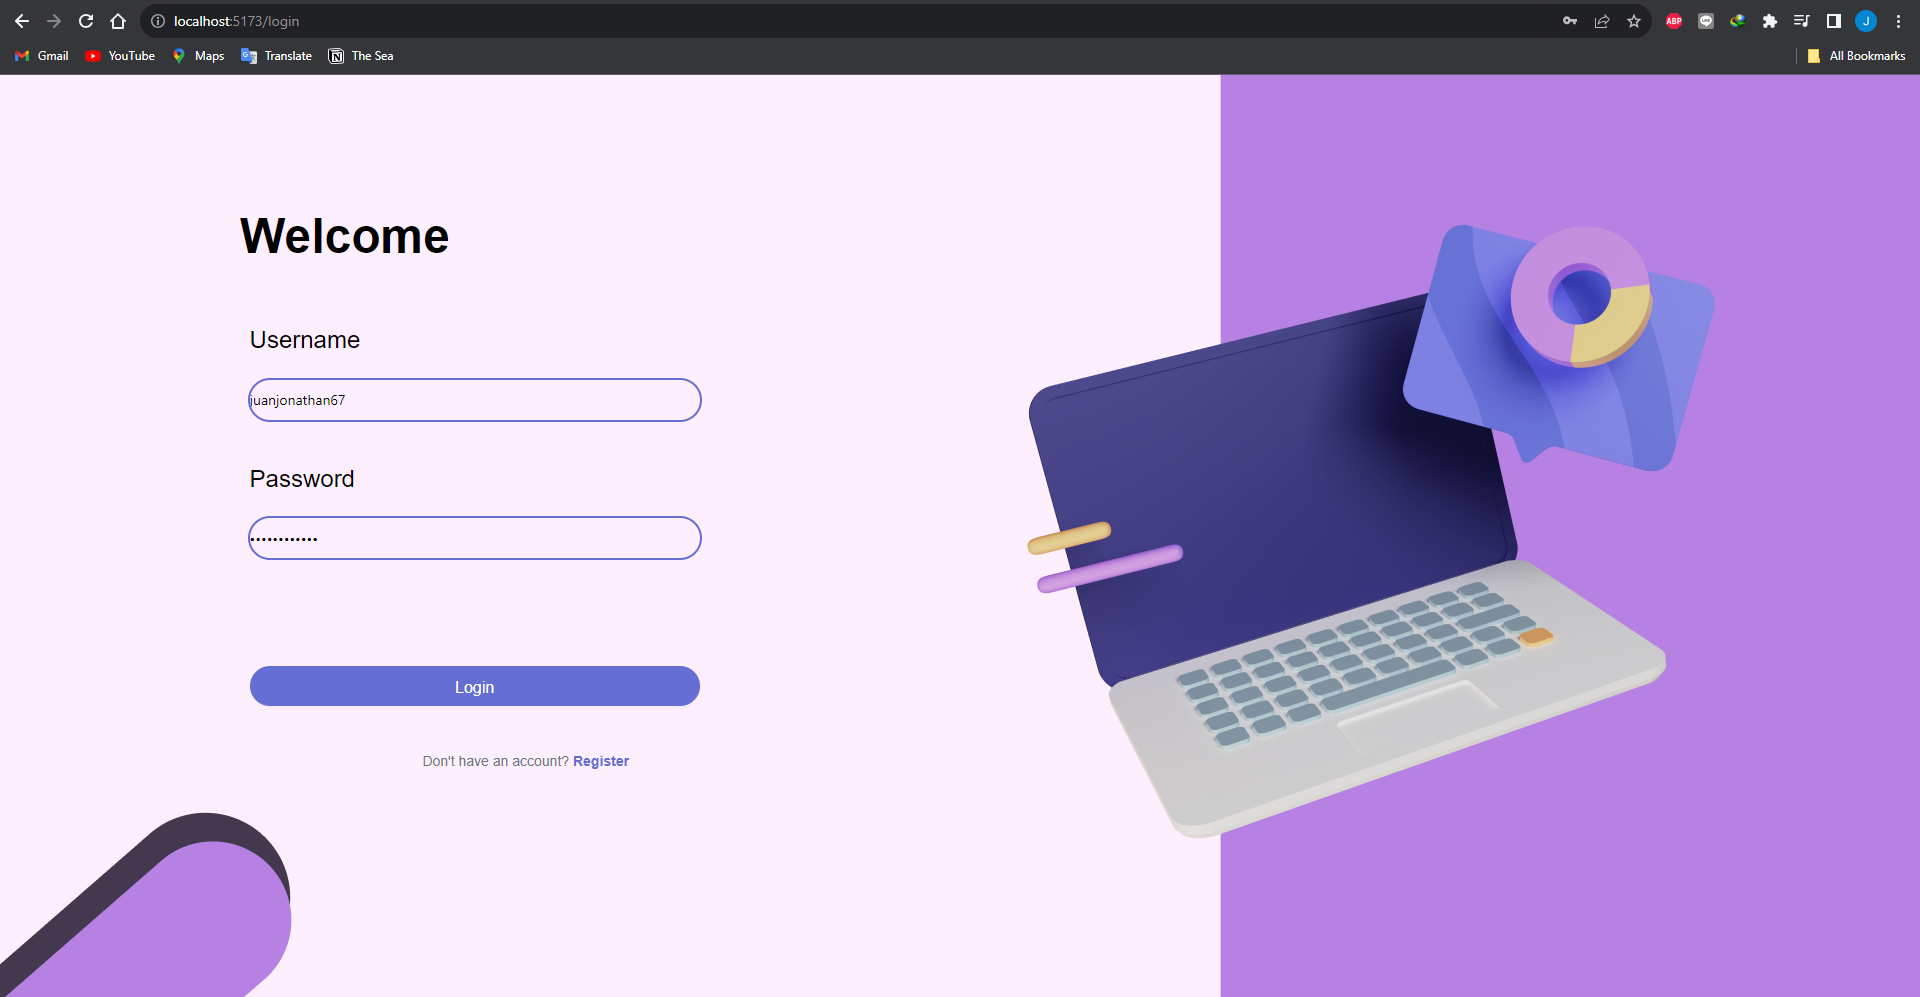 localhost:5173/login
ABP
J
Gmail
YouTube
Maps
Translate
The Sea
All Bookmarks
Welcome
Username
juanjonathan67
Password
••••••••••••
Login
Don't have an account? Register